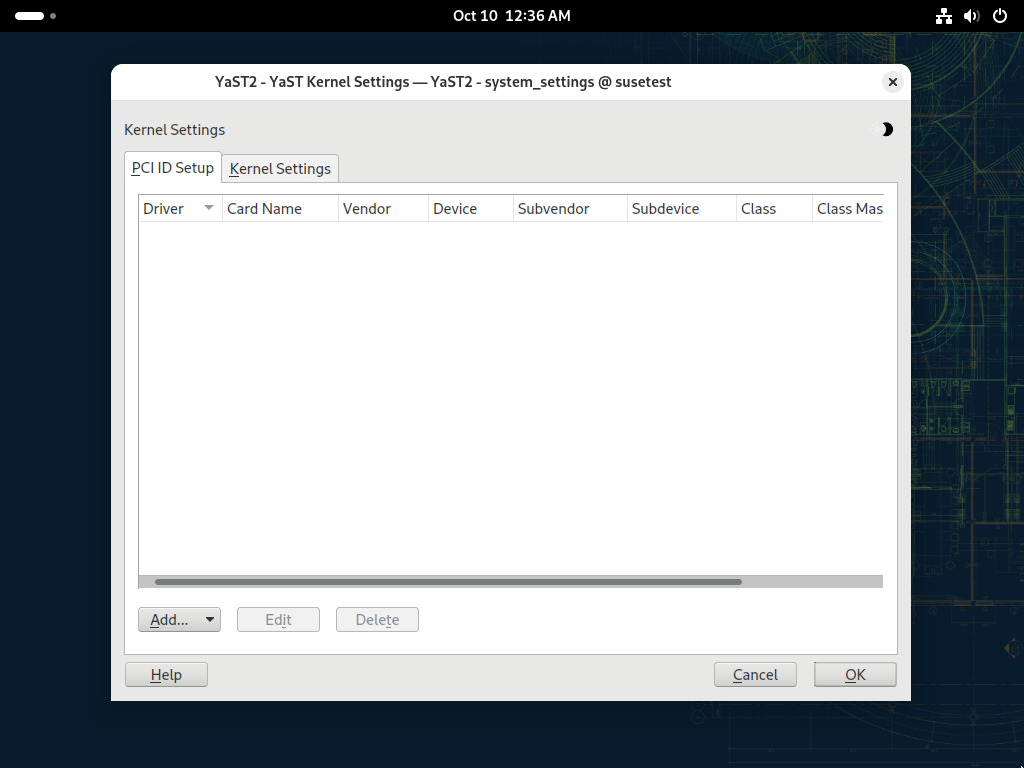 Oct 10 12:36 AM
YaST2 - YaST Kernel Settings — YaST2 - system_settings @ susetest
Kernel Settings
PCI ID Setup Kernel Settings
Driver Card Name Vendor Device Subvendor Subdevice Class Class Mas
Add... Edit Delete
Help Cancel OK